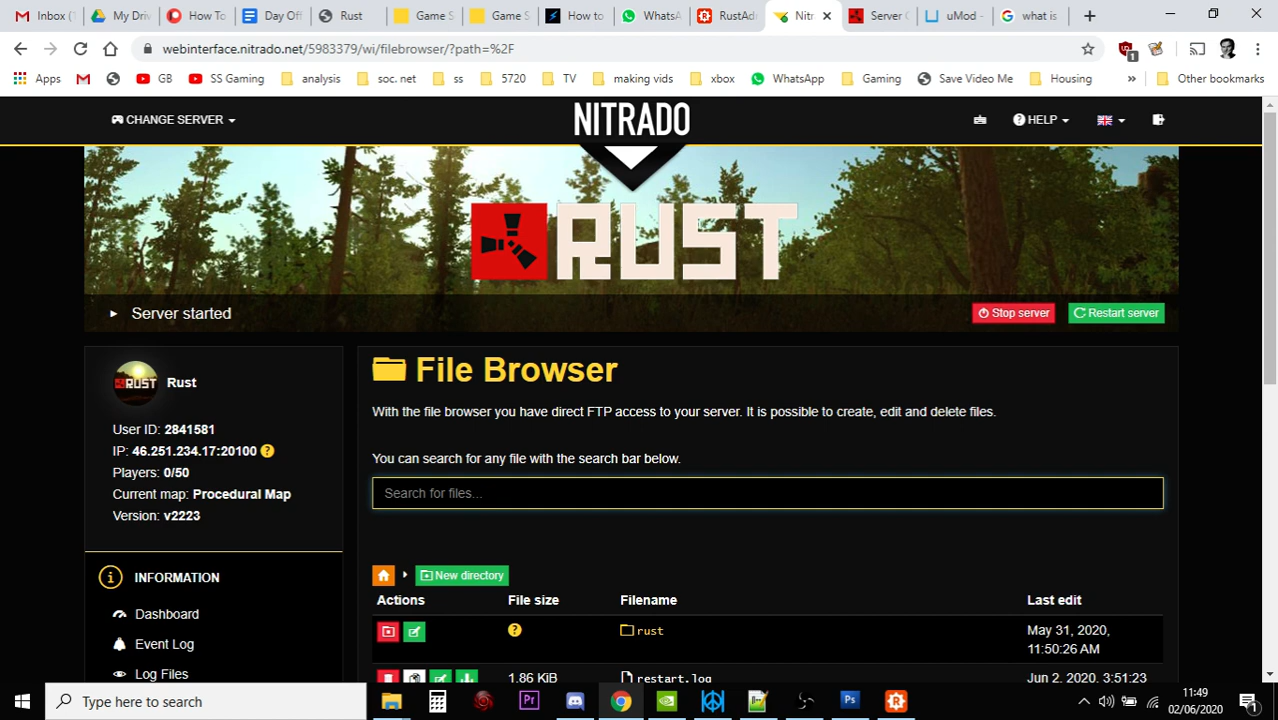 Inbox (
My Driv
How To
Day Off
Rust
Game S
Game S
How to
WhatsA
RustAd
Nitr
Server C
uMod -
what is
webinterface.nitrado.net/5983379/wi/filebrowser/?path=%2F
1
Apps
GB
SS Gaming
analysis
soc. net
ss
5720
TV
making vids
xbox
WhatsApp
Gaming
Save Video Me
Housing
»
Other bookmarks
CHANGE SERVER
NITRADO
HELP
RUST
Server started
Stop server
Restart server
RUST
Rust
User ID: 2841581
IP: 46.251.234.17:20100
Players: 0/50
Current map: Procedural Map
Version: v2223
INFORMATION
Dashboard
Event Log
Log Files
File Browser
With the file browser you have direct FTP access to your server. It is possible to create, edit and delete files.
You can search for any file with the search bar below.
Search for files...
New directory
Actions
File size
Filename
Last edit
rust
May 31, 2020,
11:50:26 AM
1.86 KiB
restart.log
Jun 2, 2020, 3:51:23
Type here to search
Pr
Ps
11:49
02/06/2020
1